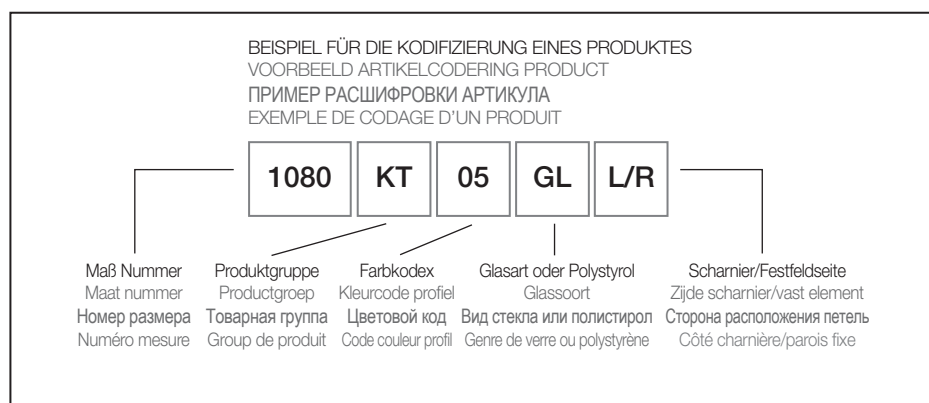 BEISPIEL FÜR DIE KODIFIZIERUNG EINES PRODUKTES
VOORBEELD ARTIKELCODERING PRODUCT
ПРИМЕР РАСШИФРОВКИ АРТИКУЛА
EXEMPLE DE CODAGE D'UN PRODUIT
1080 KT 05 GL L/R
Maß Nummer Produktgruppe Farbkodex Glasart oder Polystyrol Scharnier/Festfeldseite
Maat nummer Productgroep Kleurcode profiel Glassoort Zijde scharnier/vast element
Номер размера Товарная группа Цветовой код Вид стекла или полистирол Сторона расположения петель
Numéro mesure Group de produit Code couleur profil Genre de verre ou polystyrène Côté charnière/parois fixe